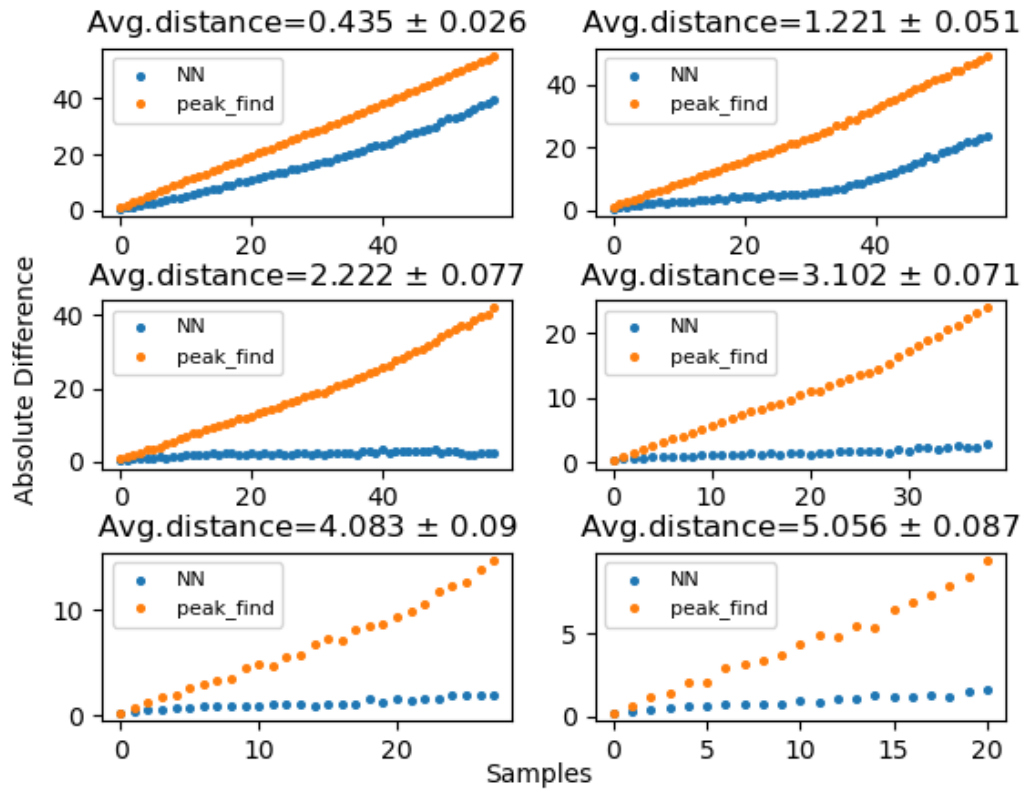 Avg.distance=0.435 ± 0.026
NN
peak_find
40
20
0
0 20 40
Avg.distance=1.221 ± 0.051
NN
peak_find
40
20
0
0 20 40
Avg.distance=2.222 ± 0.077
NN
peak_find
40
20
0
0 20 40
Avg.distance=3.102 ± 0.071
NN
peak_find
20
10
0
0 10 20 30
Avg.distance=4.083 ± 0.09
NN
peak_find
10
0
0 10 20
Avg.distance=5.056 ± 0.087
NN
peak_find
5
0
0 5 10 15 20
Absolute Difference
Samples